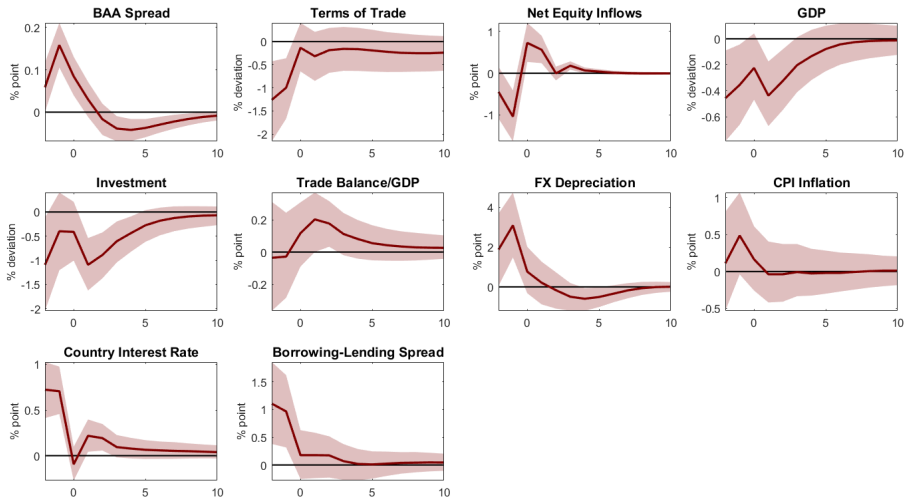 BAA Spread
% point
0.2
0.1
0
0 5 10
Terms of Trade
% deviation
0
-0.5
-1
-1.5
-2
0 5 10
Net Equity Inflows
% point
1
0
-1
0 5 10
GDP
% deviation
0
-0.2
-0.4
-0.6
0 5 10
Investment
% deviation
0
-0.5
-1
-1.5
-2
0 5 10
Trade Balance/GDP
% point
0.2
0
-0.2
0 5 10
FX Depreciation
% point
4
2
0
0 5 10
CPI Inflation
% point
1
0.5
0
-0.5
0 5 10
Country Interest Rate
% point
1
0.5
0
0 5 10
Borrowing-Lending Spread
% point
1.5
1
0.5
0
0 5 10